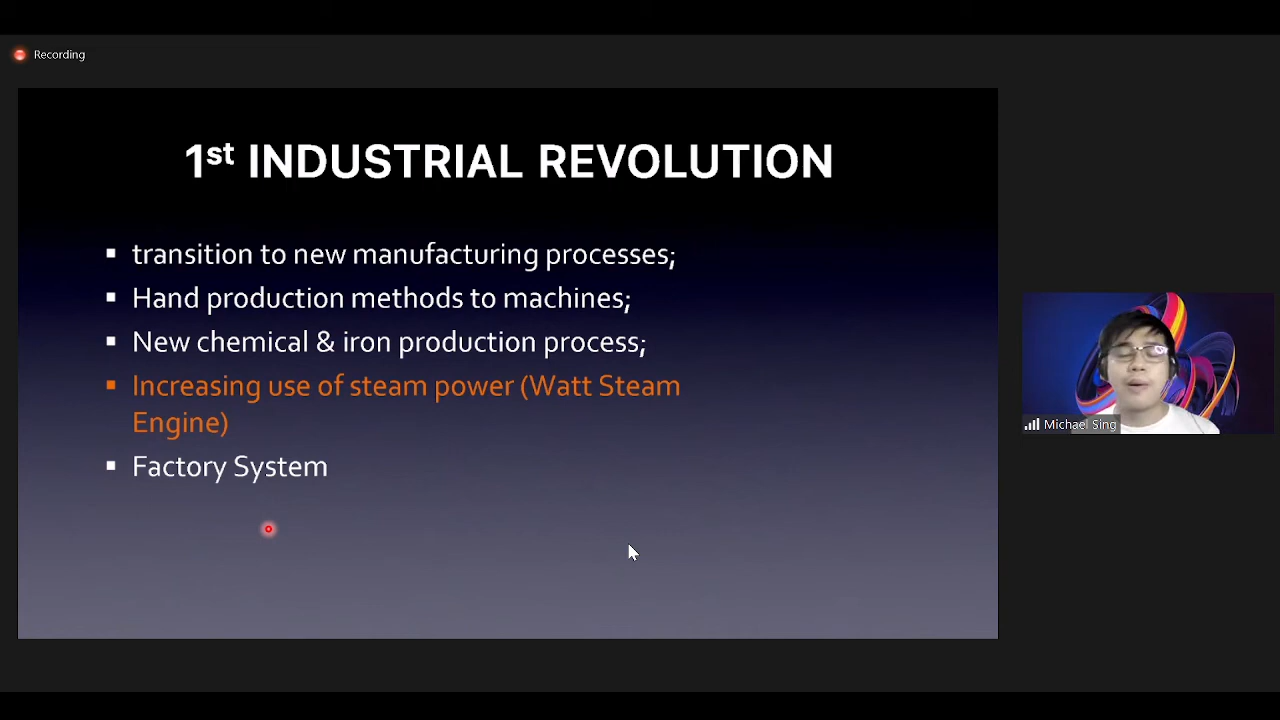 Recording
1st INDUSTRIAL REVOLUTION
▪ transition to new manufacturing processes;
▪ Hand production methods to machines;
▪ New chemical & iron production process;
▪ Increasing use of steam power (Watt Steam
Engine)
▪ Factory System
Michael Sing